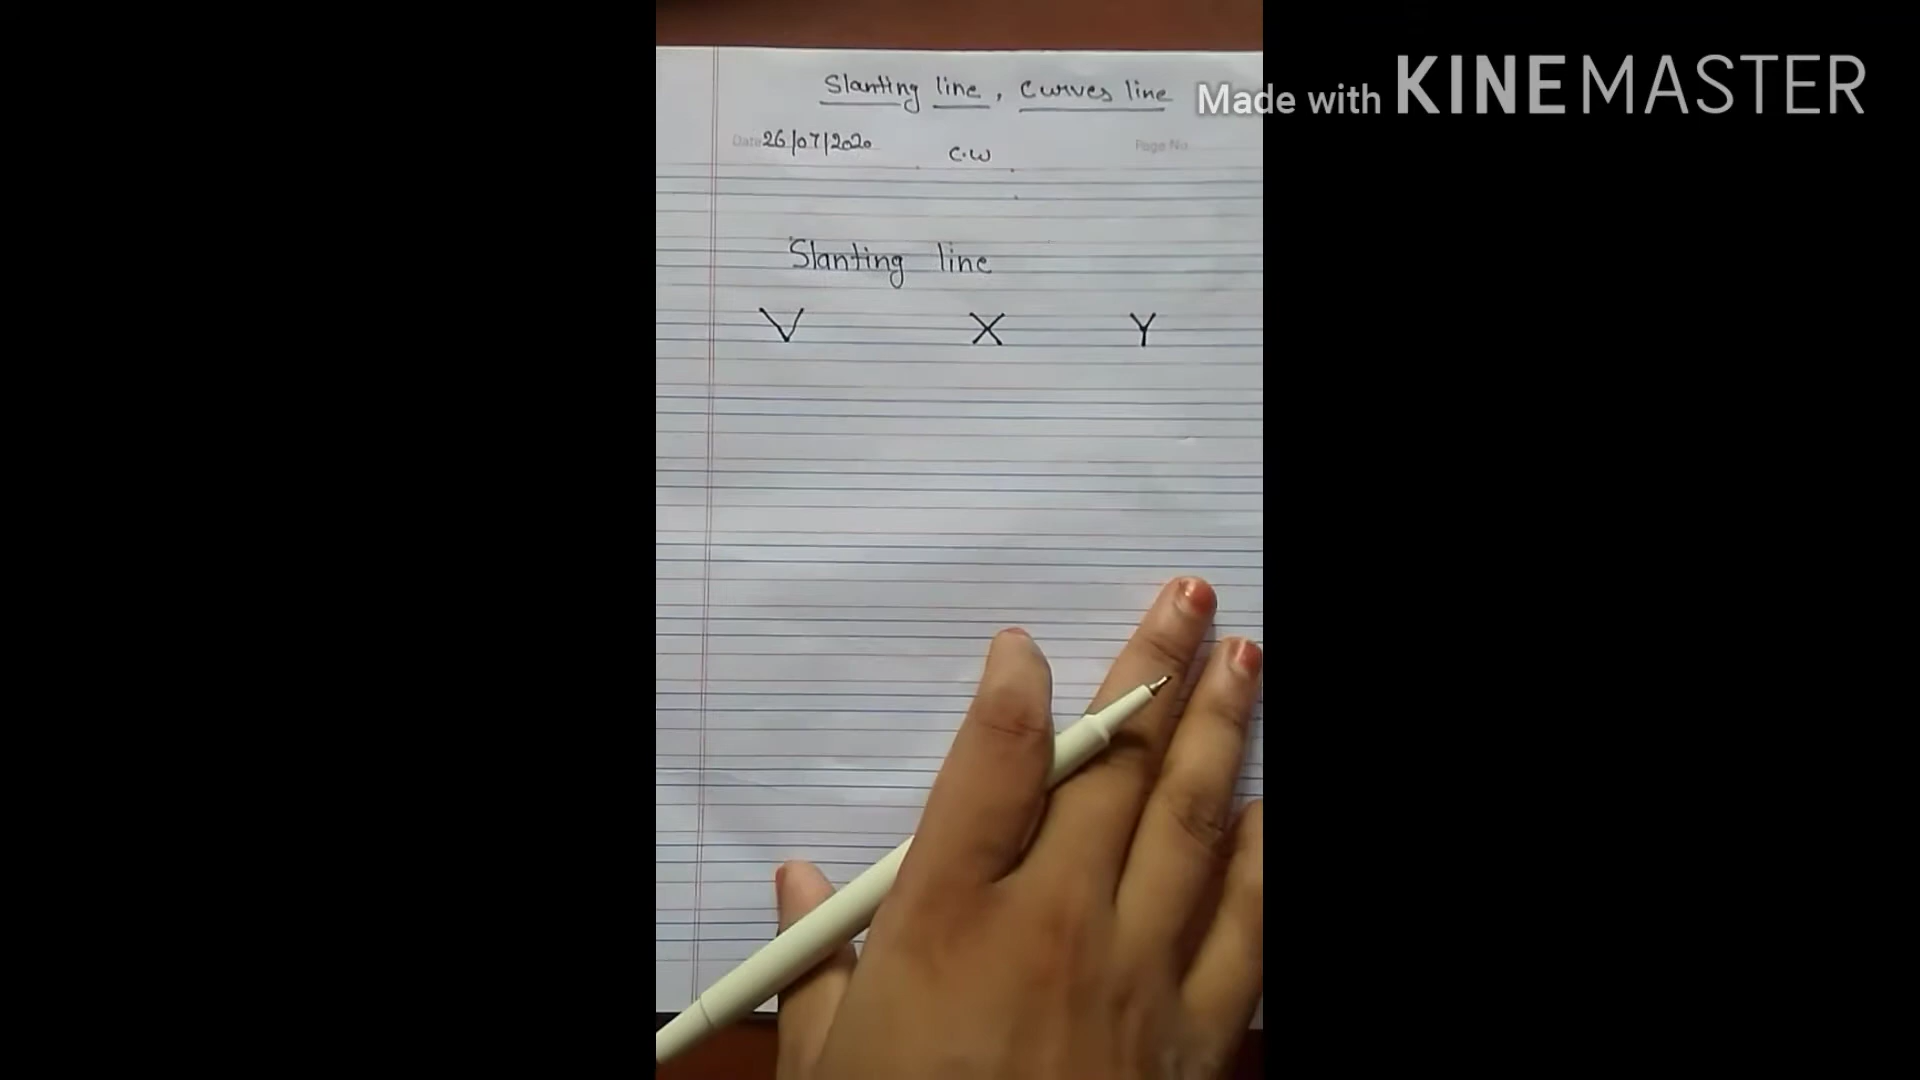 Slanting line, Curves line
Made with KINEMASTER
Date 26/07/2020
Page No.
C.W
Slanting line
V X Y